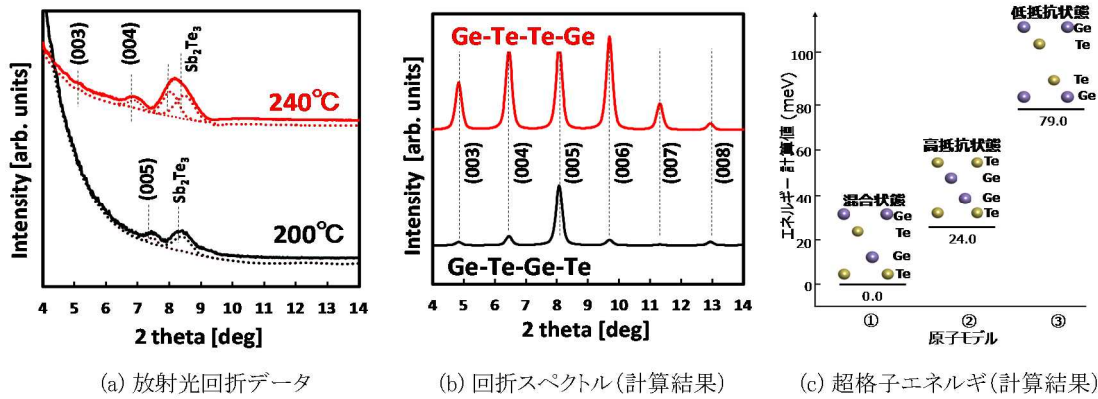 (003)
(004)
Sb₂Te₃
240℃
(005)
Sb₂Te₃
200℃
Intensity [arb. units]
4 5 6 7 8 9 10 11 12 13 14
2 theta [deg]
(a) 放射光回折データ
Ge-Te-Te-Ge
(003)
(004)
(005)
(006)
(007)
(008)
Ge-Te-Ge-Te
Intensity [arb. units]
4 5 6 7 8 9 10 11 12 13 14
2 theta [deg]
(b) 回折スペクトル(計算結果)
エネルギー計算値 (meV)
100
80
60
40
20
0
低抵抗状態
Ge
Te
Te
Ge
79.0
高抵抗状態
Te
Ge
Ge
Te
24.0
混合状態
Ge
Te
Ge
Te
0.0
① ② ③
原子モデル
(c) 超格子エネルギ(計算結果)